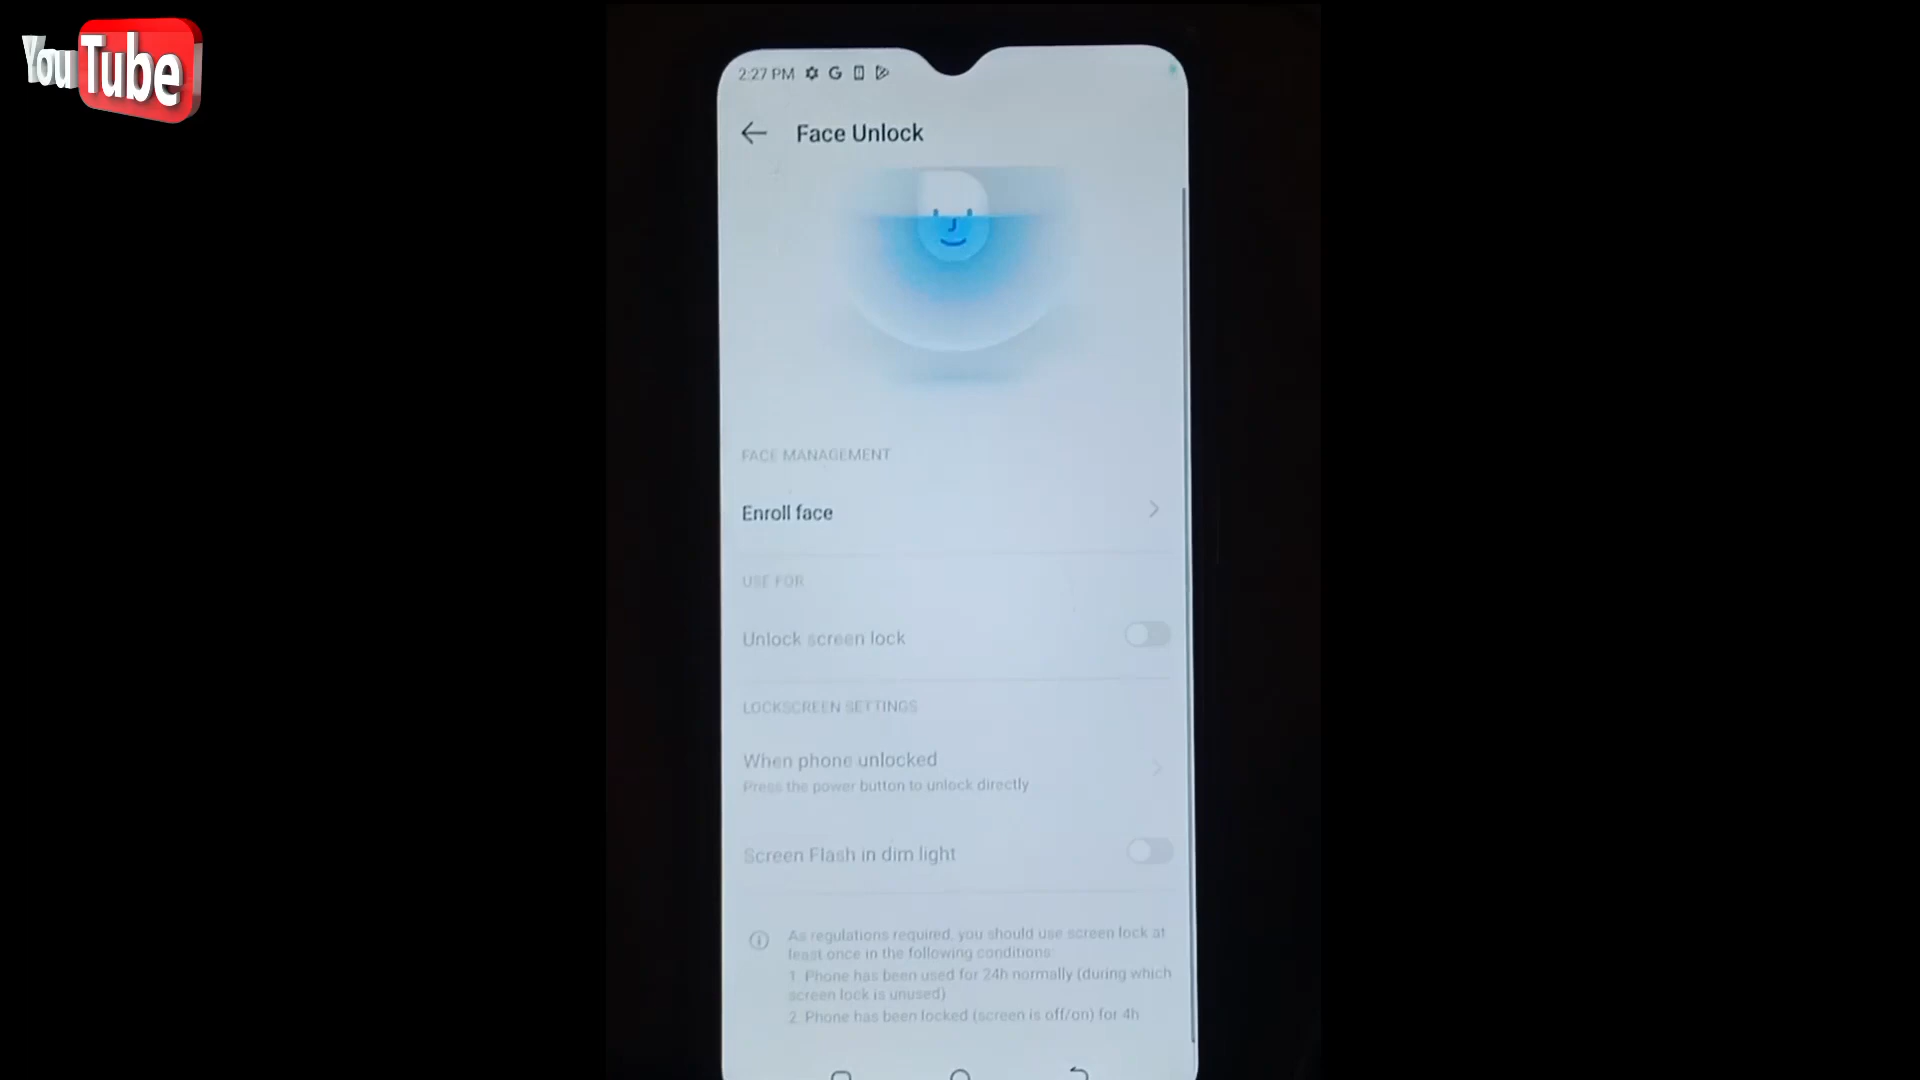 YouTube
2:27 PM
Face Unlock
FACE MANAGEMENT
Enroll face
USE FOR
Unlock screen lock
LOCKSCREEN SETTINGS
When phone unlocked
Press the power button to unlock directly
Screen Flash in dim light
As regulations required, you should use screen lock at
least once in the following conditions:
1. Phone has been used for 24h normally (during which
screen lock is unused)
2. Phone has been locked (screen is off/on) for 4h